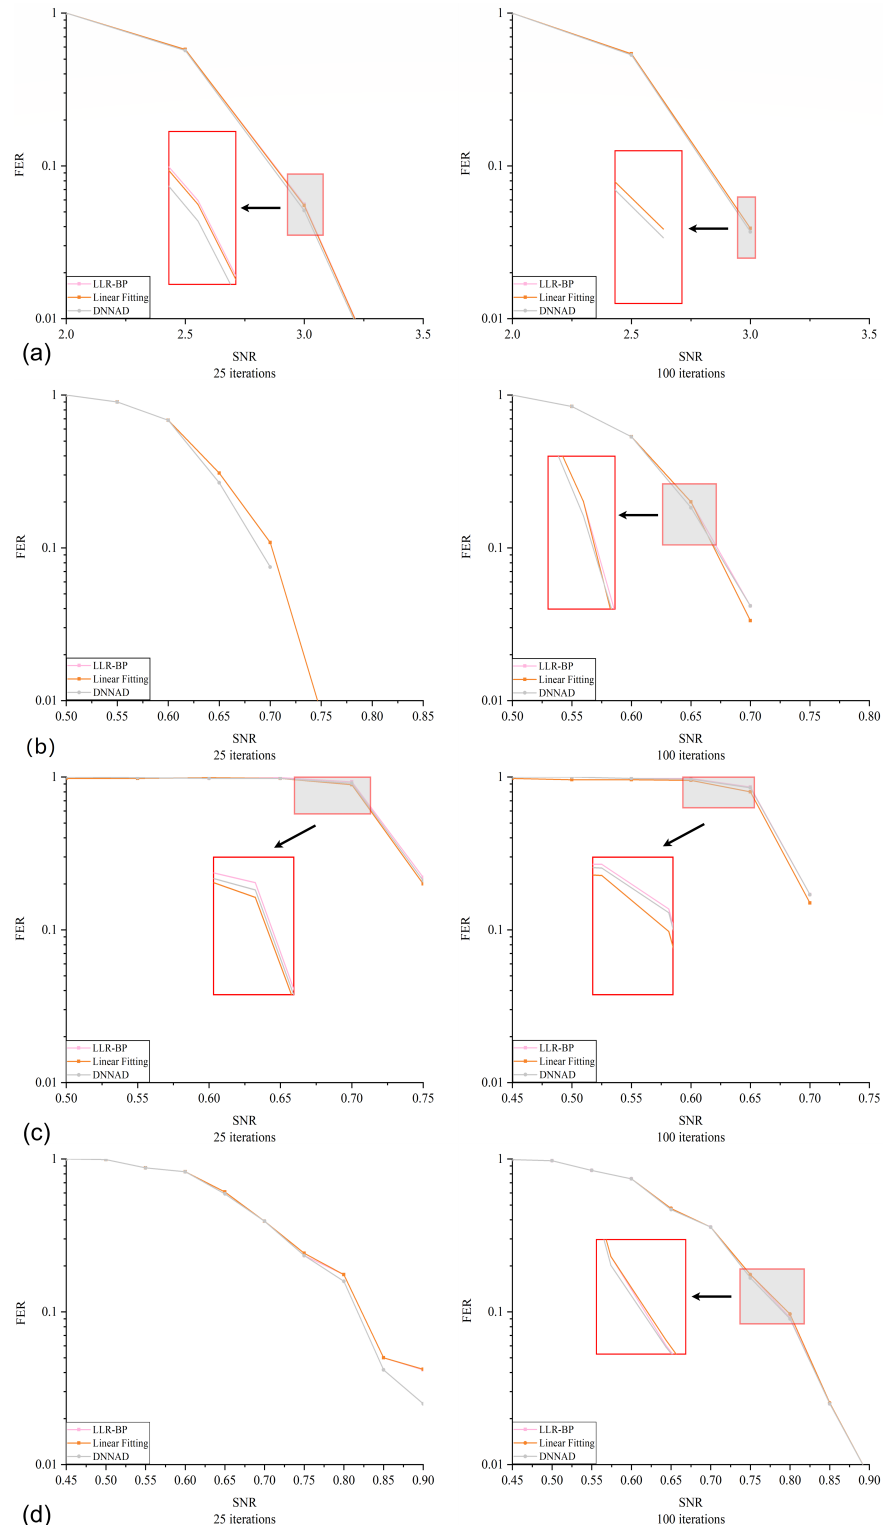 1
0.1
0.01
FER
LLR-BP
Linear Fitting
DNNAD
2.0 2.5 3.0 3.5
SNR
25 iterations
1
0.1
0.01
FER
LLR-BP
Linear Fitting
DNNAD
2.0 2.5 3.0 3.5
SNR
100 iterations
(a)
1
0.1
0.01
FER
LLR-BP
Linear Fitting
DNNAD
0.50 0.55 0.60 0.65 0.70 0.75 0.80 0.85
SNR
25 iterations
1
0.1
0.01
FER
LLR-BP
Linear Fitting
DNNAD
0.50 0.55 0.60 0.65 0.70 0.75 0.80
SNR
100 iterations
(b)
1
0.1
0.01
FER
LLR-BP
Linear Fitting
DNNAD
0.50 0.55 0.60 0.65 0.70 0.75
SNR
25 iterations
1
0.1
0.01
FER
LLR-BP
Linear Fitting
DNNAD
0.45 0.50 0.55 0.60 0.65 0.70 0.75
SNR
100 iterations
(c)
1
0.1
0.01
FER
LLR-BP
Linear Fitting
DNNAD
0.45 0.50 0.55 0.60 0.65 0.70 0.75 0.80 0.85 0.90
SNR
25 iterations
1
0.1
0.01
FER
LLR-BP
Linear Fitting
DNNAD
0.45 0.50 0.55 0.60 0.65 0.70 0.75 0.80 0.85 0.90
SNR
100 iterations
(d)